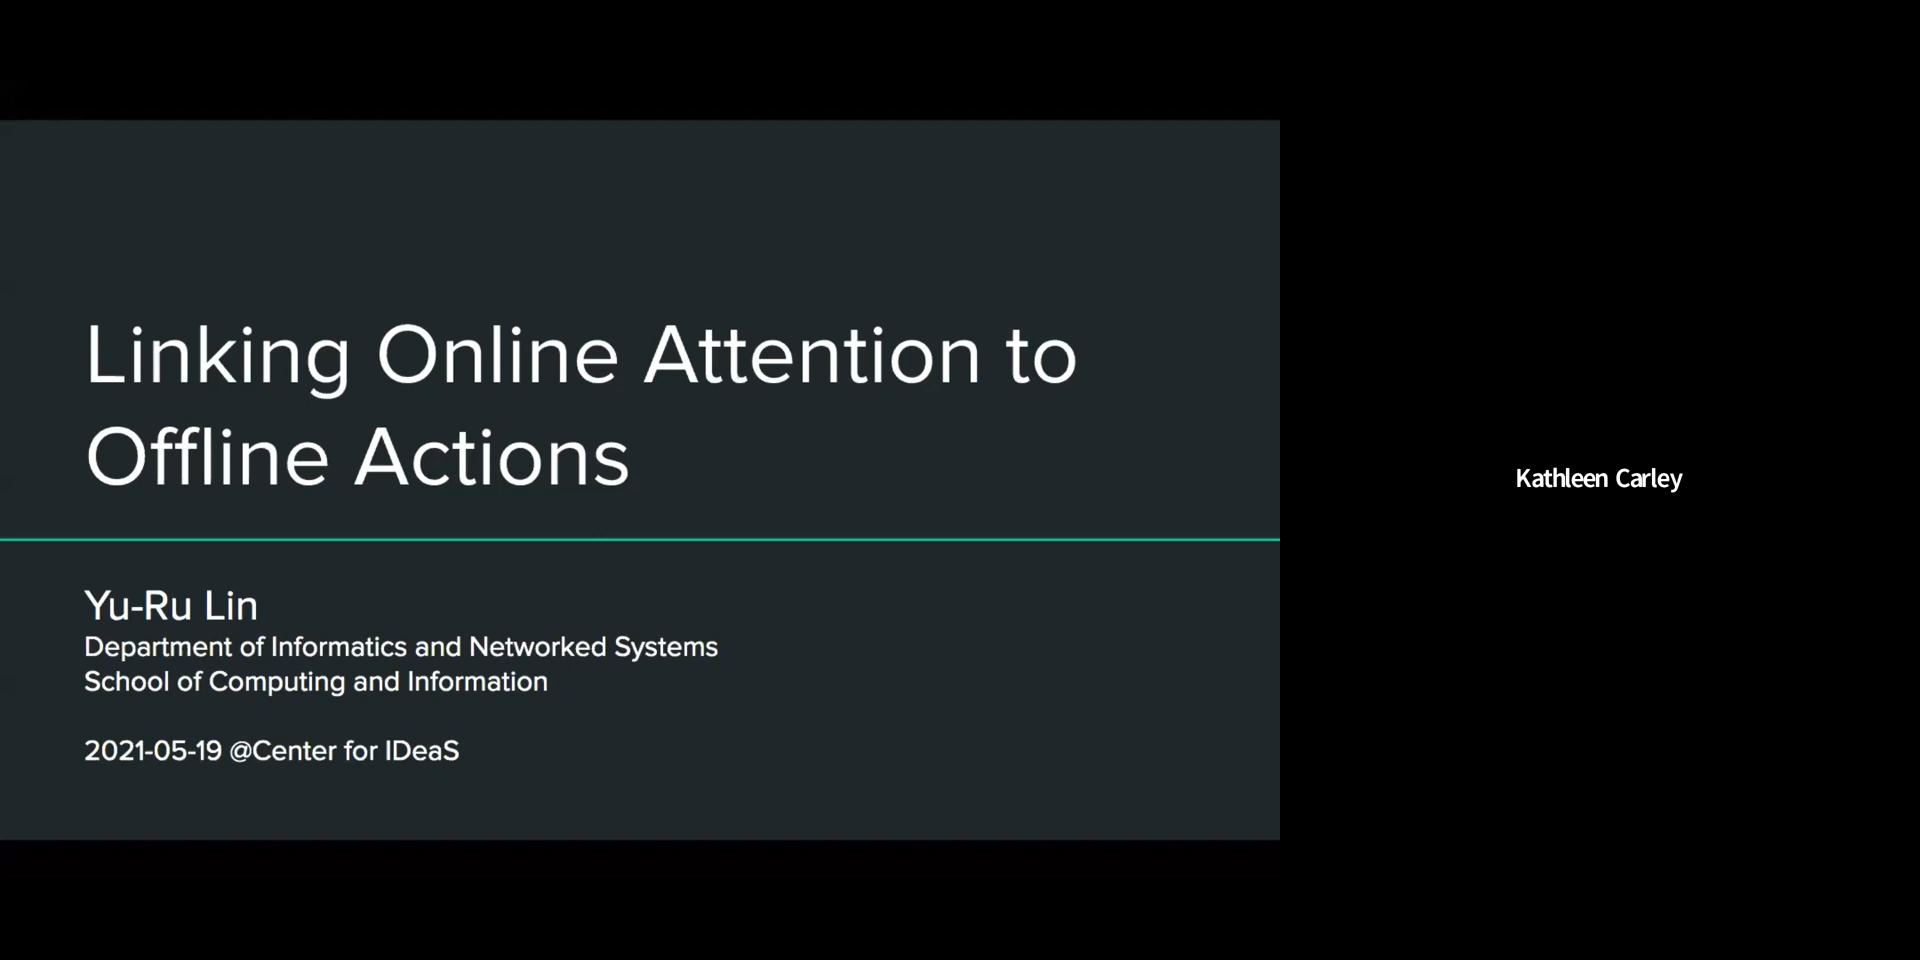 Linking Online Attention to
Offline Actions
Yu-Ru Lin
Department of Informatics and Networked Systems
School of Computing and Information
2021-05-19 @Center for IDeaS
Kathleen Carley